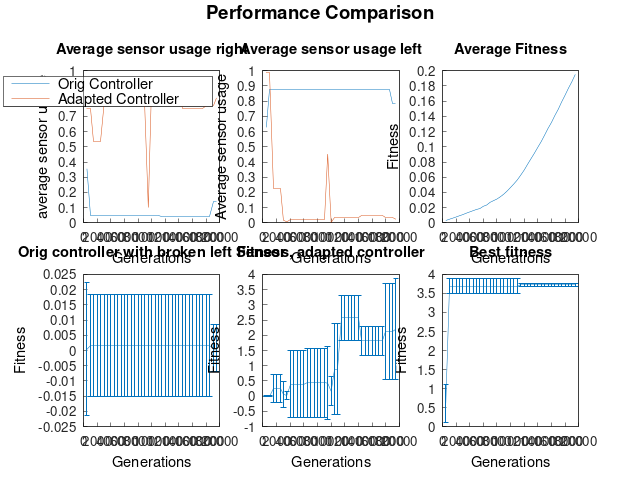 Performance Comparison
Average sensor usage right
Average sensor usage left
Average Fitness
Orig Controller
Adapted Controller
average sensor u
Average sensor usage
Fitness
1
0.9
0.8
0.7
0.6
0.5
0.4
0.3
0.2
0.1
0
1
0.7
0.6
0.5
0.4
0.3
0.2
0.1
0
0.2
0.18
0.16
0.14
0.12
0.1
0.08
0.06
0.04
0.02
0
Generations
Generations
Generations
Orig controller with broken left Sensor
Fitness, adapted controller
Best fitness
Fitness
Fitness
Fitness
0.025
0.02
0.015
0.01
0.005
0
-0.005
-0.01
-0.015
-0.02
-0.025
4
3.5
3
2.5
2
1.5
1
0.5
0
-0.5
-1
4
3.5
3
2.5
2
1.5
1
0.5
0
Generations
Generations
Generations